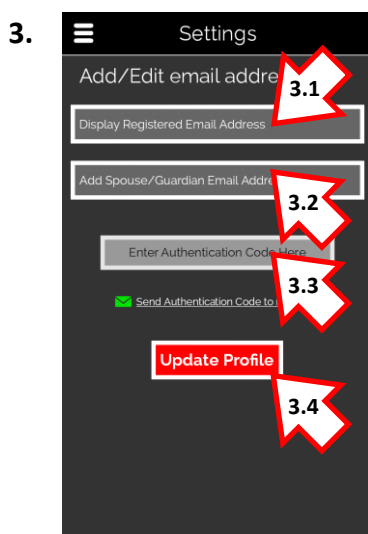 3.
Settings
Add/Edit email addre
3.1
Display Registered Email Address
Add Spouse/Guardian Email Addre
3.2
Enter Authentication Code Here
3.3
Send Authentication Code to
Update Profile
3.4